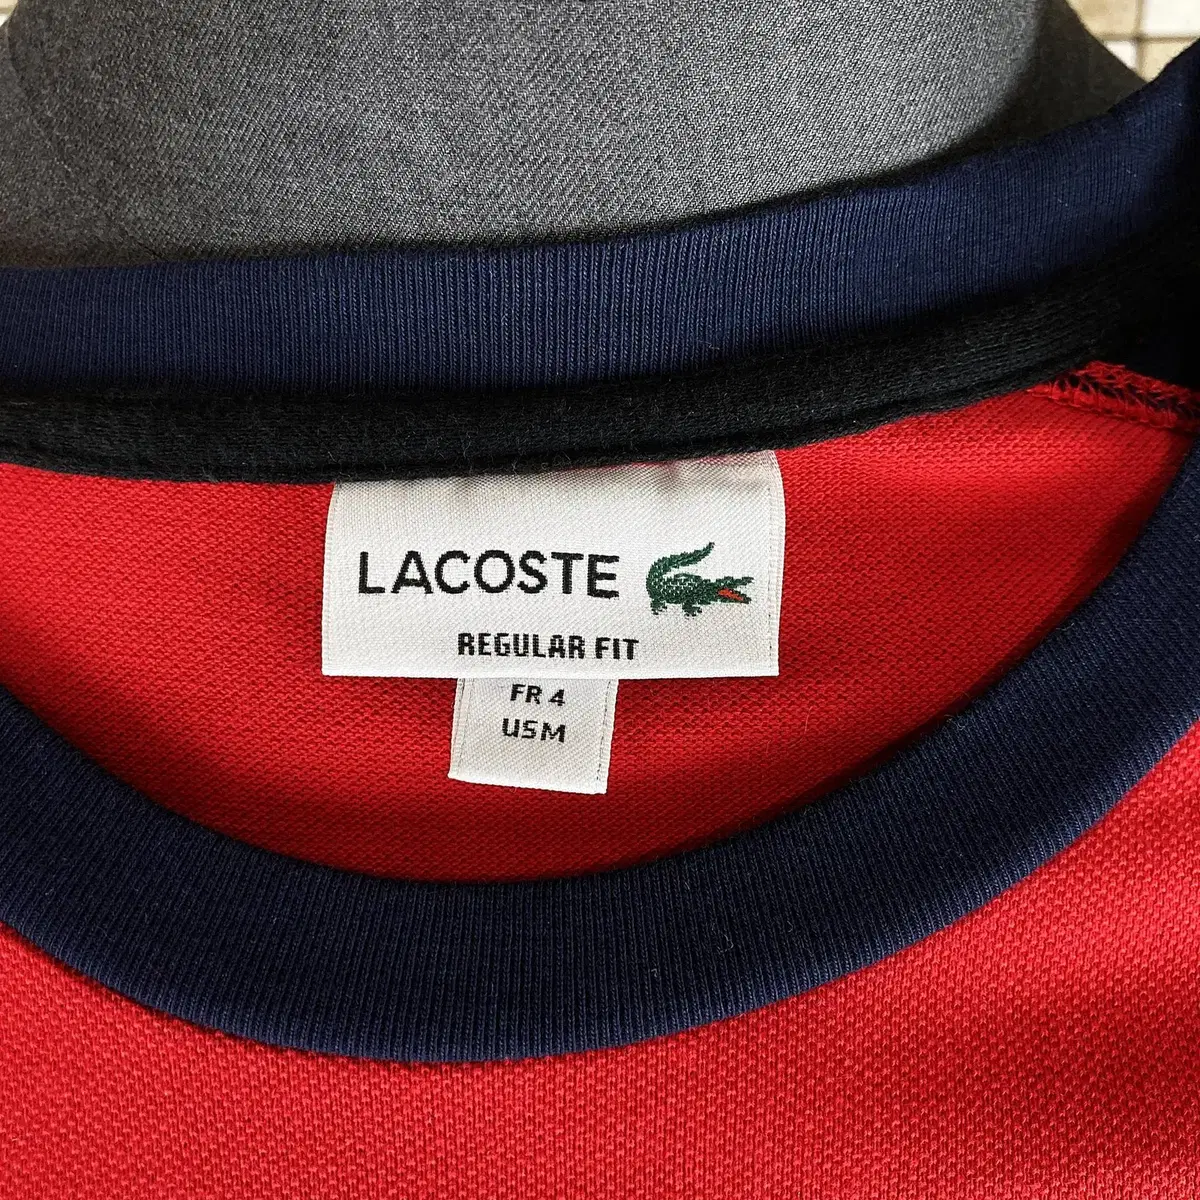 LACOSTE
REGULAR FIT
FR 4
US M